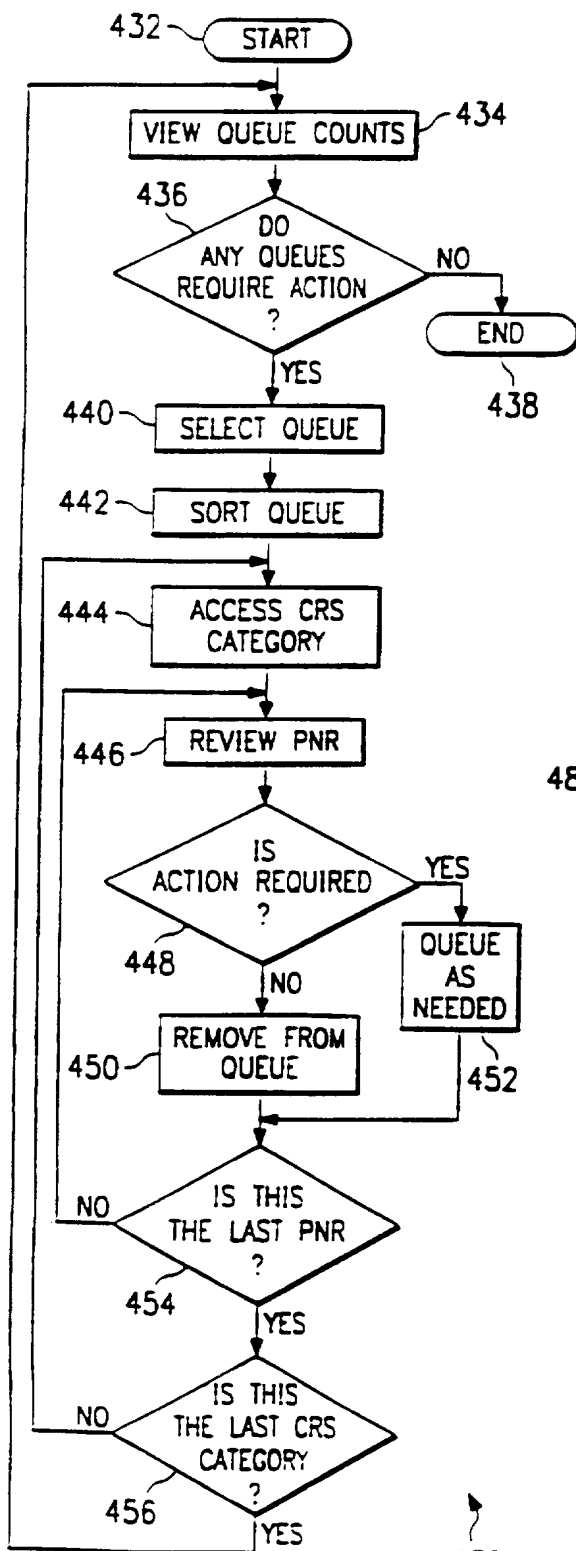 432
START
VIEW QUEUE COUNTS
434
436
DO
ANY QUEUES
REQUIRE ACTION
?
NO
END
438
YES
440
SELECT QUEUE
442
SORT QUEUE
444
ACCESS CRS
CATEGORY
446
REVIEW PNR
48
IS
ACTION REQUIRED
?
YES
448
NO
QUEUE
AS
NEEDED
452
450
REMOVE FROM
QUEUE
NO
IS THIS
THE LAST PNR
?
454
YES
NO
IS THIS
THE LAST CRS
CATEGORY
?
456
YES